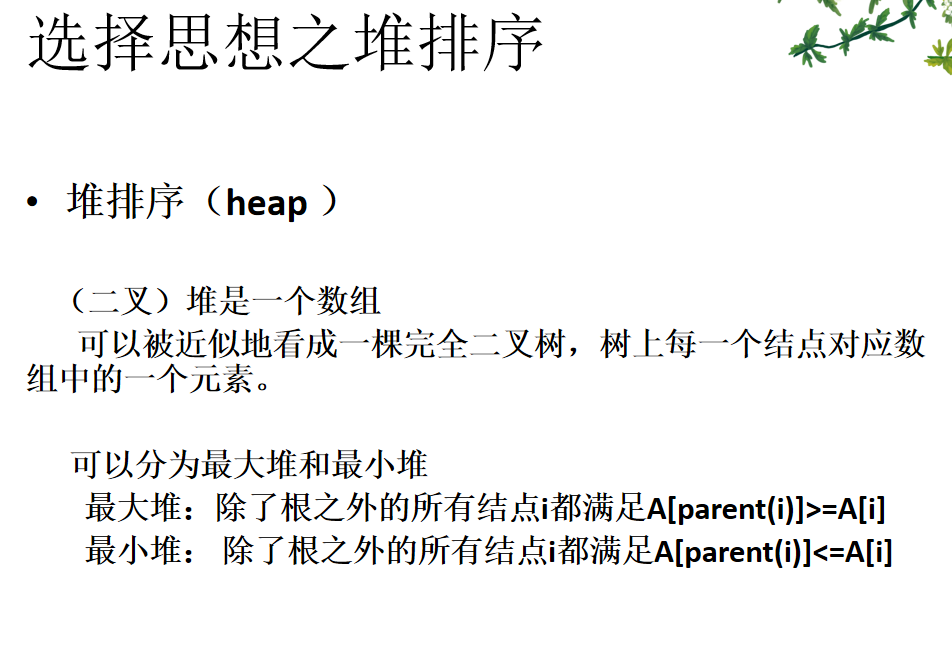 选择思想之堆排序
• 堆排序（heap ）
（二叉）堆是一个数组
可以被近似地看成一棵完全二叉树，树上每一个结点对应数
组中的一个元素。
可以分为最大堆和最小堆
最大堆：除了根之外的所有结点i都满足A[parent(i)]>=A[i]
最小堆： 除了根之外的所有结点i都满足A[parent(i)]<=A[i]